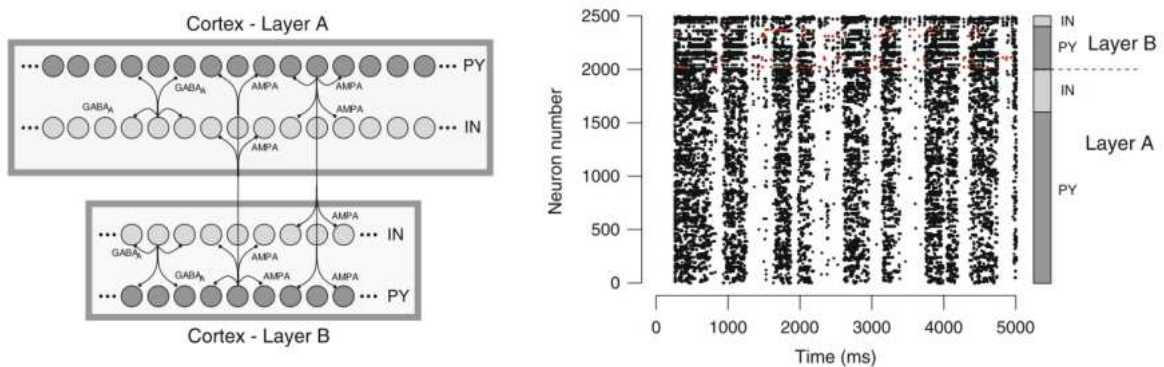 Cortex - Layer A
••• ••• PY
GABAA AMPA AMPA
GABAA AMPA
••• ••• IN
AMPA
AMPA
••• ••• IN
GABAA AMPA
GABAA AMPA AMPA
••• ••• PY
Cortex - Layer B
Neuron number
2500
2000
1500
1000
500
0
0 1000 2000 3000 4000 5000
Time (ms)
IN
PY Layer B
IN
Layer A
PY